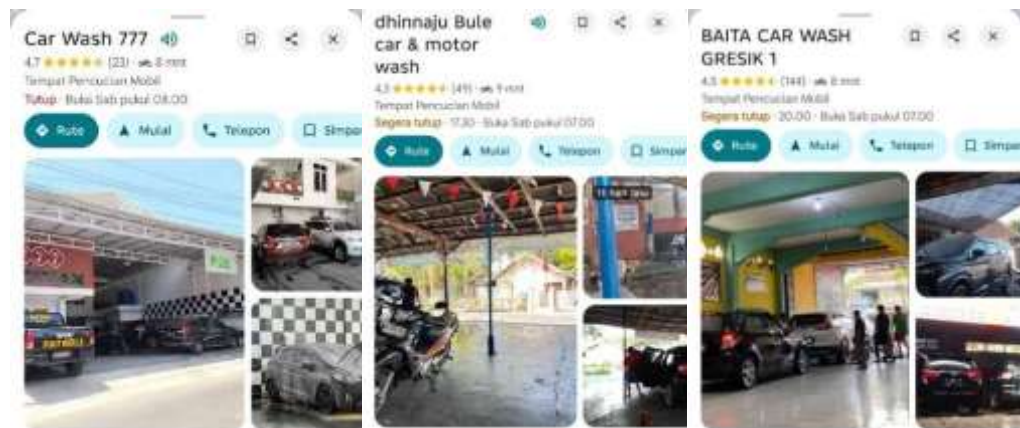 Car Wash 777
4,7 (23) · 8 mnt
Tempat Pencucian Mobil
Tutup · Buka Sab pukul 08.00
Rute
Mulai
Telepon
Simpan
dhinnaju Bule
car & motor
wash
4,3 (49) · 9 mnt
Tempat Pencucian Mobil
Segera tutup · 17.30 · Buka Sab pukul 07.00
Rute
Mulai
Telepon
Simpan
BAITA CAR WASH
GRESIK 1
(144) · 8 mnt
Tempat Pencucian Mobil
Segera tutup · 20.00 · Buka Sab pukul 07.00
Rute
Mulai
Telepon
Simpan